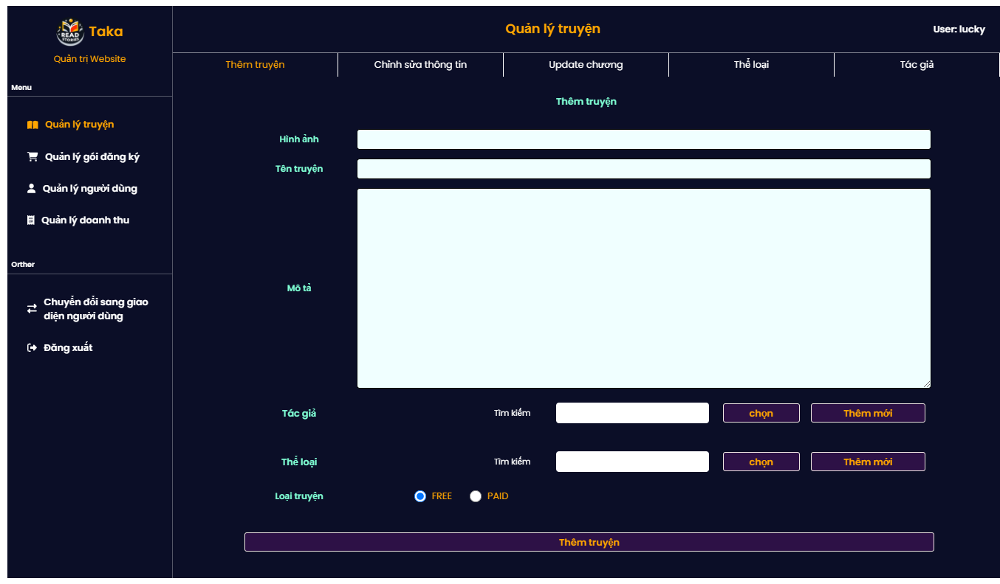 READ
STORIES
Taka
Quản trị Website
Menu
Quản lý truyện
Quản lý gói đăng ký
Quản lý người dùng
Quản lý doanh thu
Orther
Chuyển đổi sang giao
diện người dùng
Đăng xuất
Quản lý truyện
User: lucky
Thêm truyện
Chỉnh sửa thông tin
Update chương
Thể loại
Tác giả
Thêm truyện
Hình ảnh
Tên truyện
Mô tả
Tác giả
Tìm kiếm
chọn
Thêm mới
Thể loại
Tìm kiếm
chọn
Thêm mới
Loại truyện
FREE
PAID
Thêm truyện